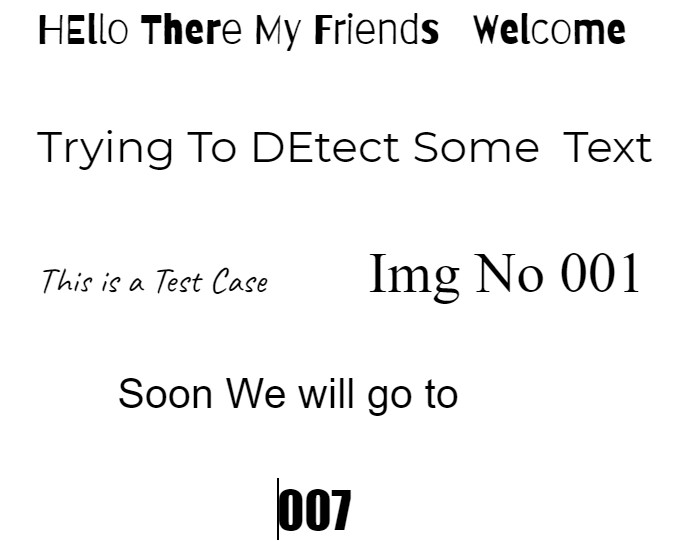 HEllo There My Friends   Welcome
Trying To DEtect Some  Text
This is a Test Case   Img No 001
Soon We will go to
007